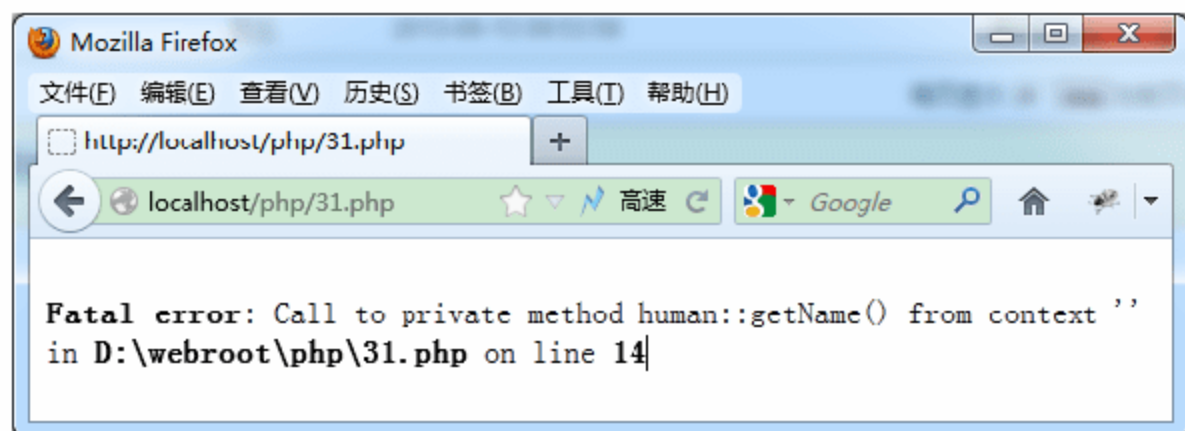 Mozilla Firefox
文件(F) 编辑(E) 查看(V) 历史(S) 书签(B) 工具(T) 帮助(H)
http://localhost/php/31.php +
localhost/php/31.php 高速 Google
Fatal error: Call to private method human::getName() from context ''
in D:\webroot\php\31.php on line 14